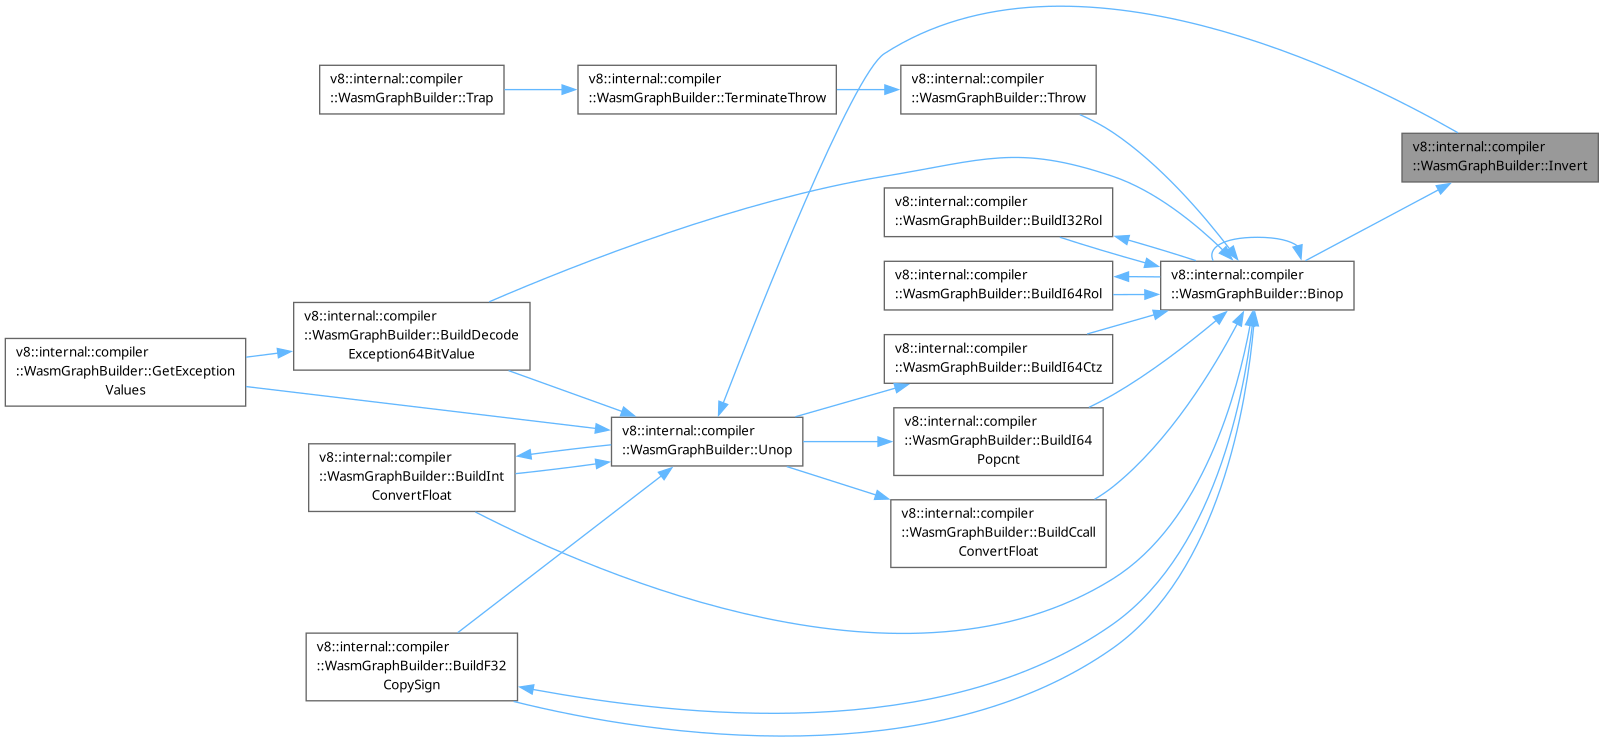 v8::internal::compiler
::WasmGraphBuilder::Trap
v8::internal::compiler
::WasmGraphBuilder::TerminateThrow
v8::internal::compiler
::WasmGraphBuilder::Throw
v8::internal::compiler
::WasmGraphBuilder::Invert
v8::internal::compiler
::WasmGraphBuilder::BuildI32Rol
v8::internal::compiler
::WasmGraphBuilder::BuildI64Rol
v8::internal::compiler
::WasmGraphBuilder::Binop
v8::internal::compiler
::WasmGraphBuilder::BuildDecode
Exception64BitValue
v8::internal::compiler
::WasmGraphBuilder::GetException
Values
v8::internal::compiler
::WasmGraphBuilder::BuildI64Ctz
v8::internal::compiler
::WasmGraphBuilder::BuildI64
Popcnt
v8::internal::compiler
::WasmGraphBuilder::Unop
v8::internal::compiler
::WasmGraphBuilder::BuildInt
ConvertFloat
v8::internal::compiler
::WasmGraphBuilder::BuildCcall
ConvertFloat
v8::internal::compiler
::WasmGraphBuilder::BuildF32
CopySign